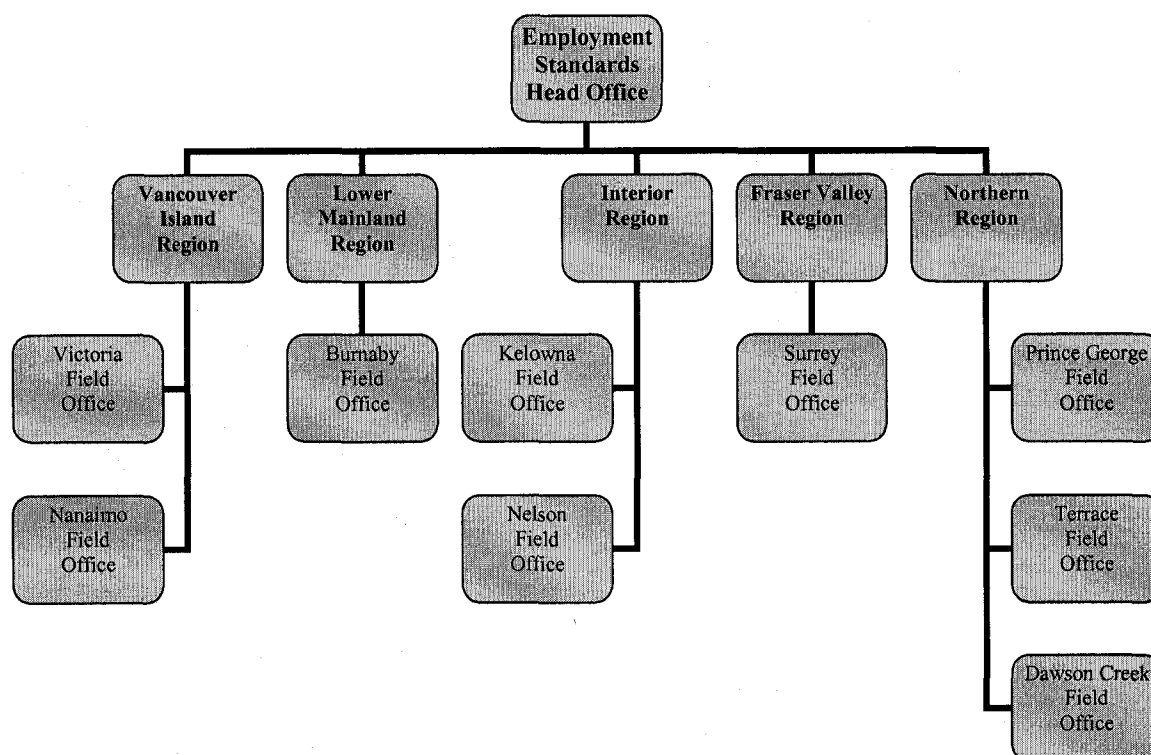 Employment
Standards
Head Office
Vancouver
Island
Region
Lower
Mainland
Region
Interior
Region
Fraser Valley
Region
Northern
Region
Victoria
Field
Office
Burnaby
Field
Office
Kelowna
Field
Office
Surrey
Field
Office
Prince George
Field
Office
Nanaimo
Field
Office
Nelson
Field
Office
Terrace
Field
Office
Dawson Creek
Field
Office